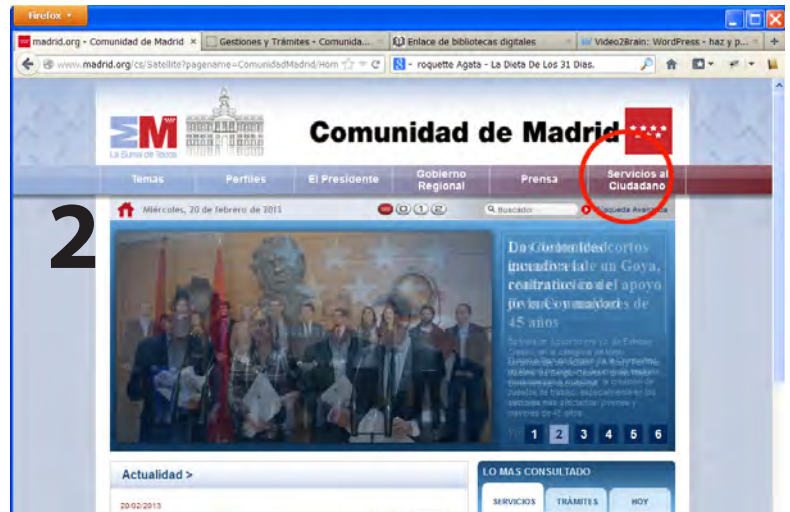 Firefox
madrid.org - Comunidad de Madrid × Gestiones y Trámites - Comunida... Enlace de bibliotecas digitales Video2Brain: WordPress - haz y p... +
www.madrid.org/cs/Satellite?pagename=ComunidadMadrid/Hom roquette Agata - La Dieta De Los 31 Dias.
La Suma de Todos
Comunidad de Madrid
Temas Perfiles El Presidente Gobierno Regional Prensa Servicios al Ciudadano
2
Miércoles, 20 de febrero de 2013 0 1 2 Buscador Búsqueda Avanzada
45 años
1 2 3 4 5 6
Actualidad >
LO MAS CONSULTADO
20/02/2013
SERVICIOS TRÁMITES HOY